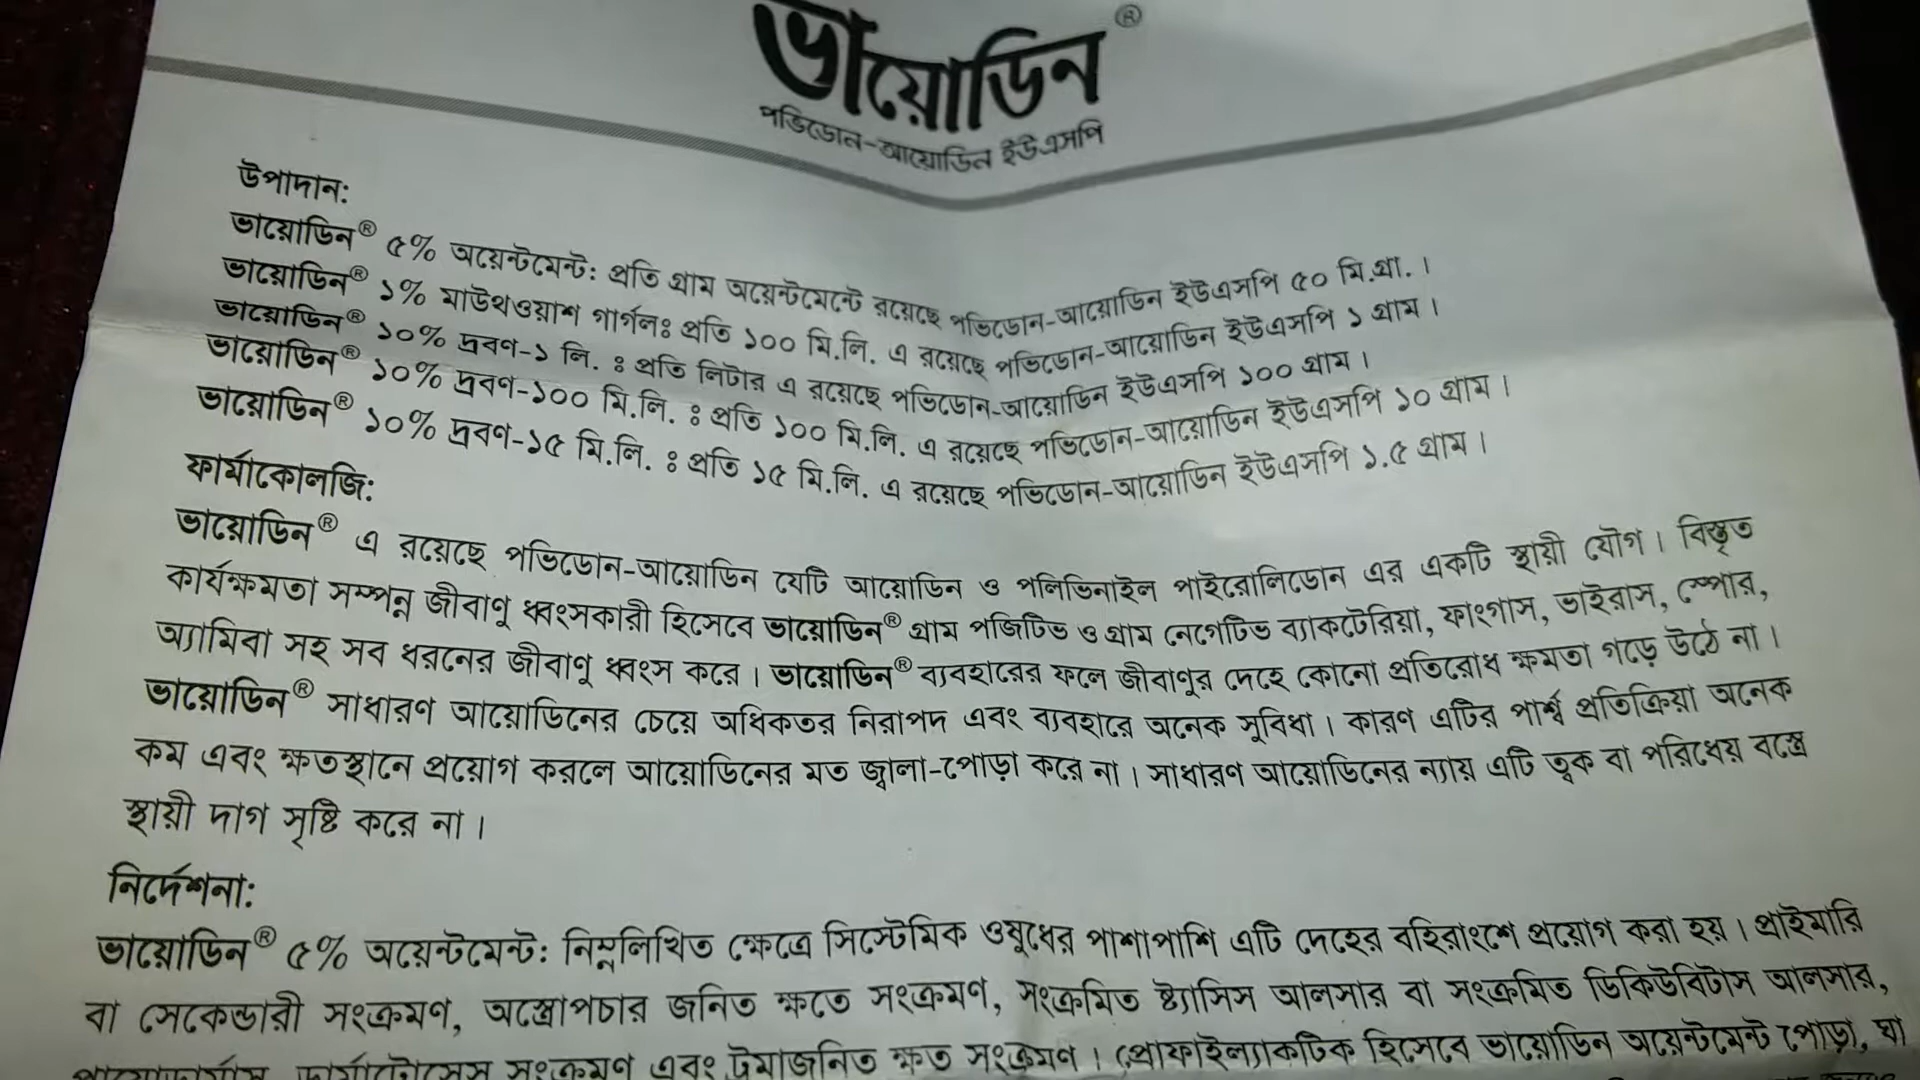 ভায়োডিন®
পভিডোন-আয়োডিন ইউএসপি
উপাদান:
ভায়োডিন® ৫% অয়েন্টমেন্ট: প্রতি গ্রাম অয়েন্টমেন্টে রয়েছে পভিডোন-আয়োডিন ইউএসপি ৫০ মি.গ্রা. ।
ভায়োডিন® ১% মাউথওয়াশ গার্গলঃ প্রতি ১০০ মি.লি. এ রয়েছে পভিডোন-আয়োডিন ইউএসপি ১ গ্রাম ।
ভায়োডিন® ১০% দ্রবণ-১ লি. ঃ প্রতি লিটার এ রয়েছে পভিডোন-আয়োডিন ইউএসপি ১০০ গ্রাম ।
ভায়োডিন® ১০% দ্রবণ-১০০ মি.লি. ঃ প্রতি ১০০ মি.লি. এ রয়েছে পভিডোন-আয়োডিন ইউএসপি ১০ গ্রাম ।
ভায়োডিন® ১০% দ্রবণ-১৫ মি.লি. ঃ প্রতি ১৫ মি.লি. এ রয়েছে পভিডোন-আয়োডিন ইউএসপি ১.৫ গ্রাম ।
ফার্মাকোলজি:
ভায়োডিন® এ রয়েছে পভিডোন-আয়োডিন যেটি আয়োডিন ও পলিভিনাইল পাইরোলিডোন এর একটি স্থায়ী যৌগ । বিস্তৃত
কার্যক্ষমতা সম্পন্ন জীবাণু ধ্বংসকারী হিসেবে ভায়োডিন® গ্রাম পজিটিভ ও গ্রাম নেগেটিভ ব্যাকটেরিয়া, ফাংগাস, ভাইরাস, স্পোর,
অ্যামিবা সহ সব ধরনের জীবাণু ধ্বংস করে । ভায়োডিন® ব্যবহারের ফলে জীবাণুর দেহে কোনো প্রতিরোধ ক্ষমতা গড়ে উঠে না ।
ভায়োডিন® সাধারণ আয়োডিনের চেয়ে অধিকতর নিরাপদ এবং ব্যবহারে অনেক সুবিধা । কারণ এটির পার্শ্ব প্রতিক্রিয়া অনেক
কম এবং ক্ষতস্থানে প্রয়োগ করলে আয়োডিনের মত জ্বালা-পোড়া করে না । সাধারণ আয়োডিনের ন্যায় এটি ত্বক বা পরিধেয় বস্ত্রে
স্থায়ী দাগ সৃষ্টি করে না ।
নির্দেশনা:
ভায়োডিন® ৫% অয়েন্টমেন্ট: নিম্নলিখিত ক্ষেত্রে সিস্টেমিক ওষুধের পাশাপাশি এটি দেহের বহিরাংশে প্রয়োগ করা হয় । প্রাইমারি
বা সেকেন্ডারী সংক্রমণ, অস্ত্রোপচার জনিত ক্ষতে সংক্রমণ, সংক্রমিত ষ্ট্যাসিস আলসার বা সংক্রমিত ডিকিউবিটাস আলসার,
সংক্রমণ এবং ট্রমাজনিত ক্ষত সংক্রমণ । প্রোফাইল্যাকটিক হিসেবে ভায়োডিন অয়েন্টমেন্ট পোড়া, ঘা